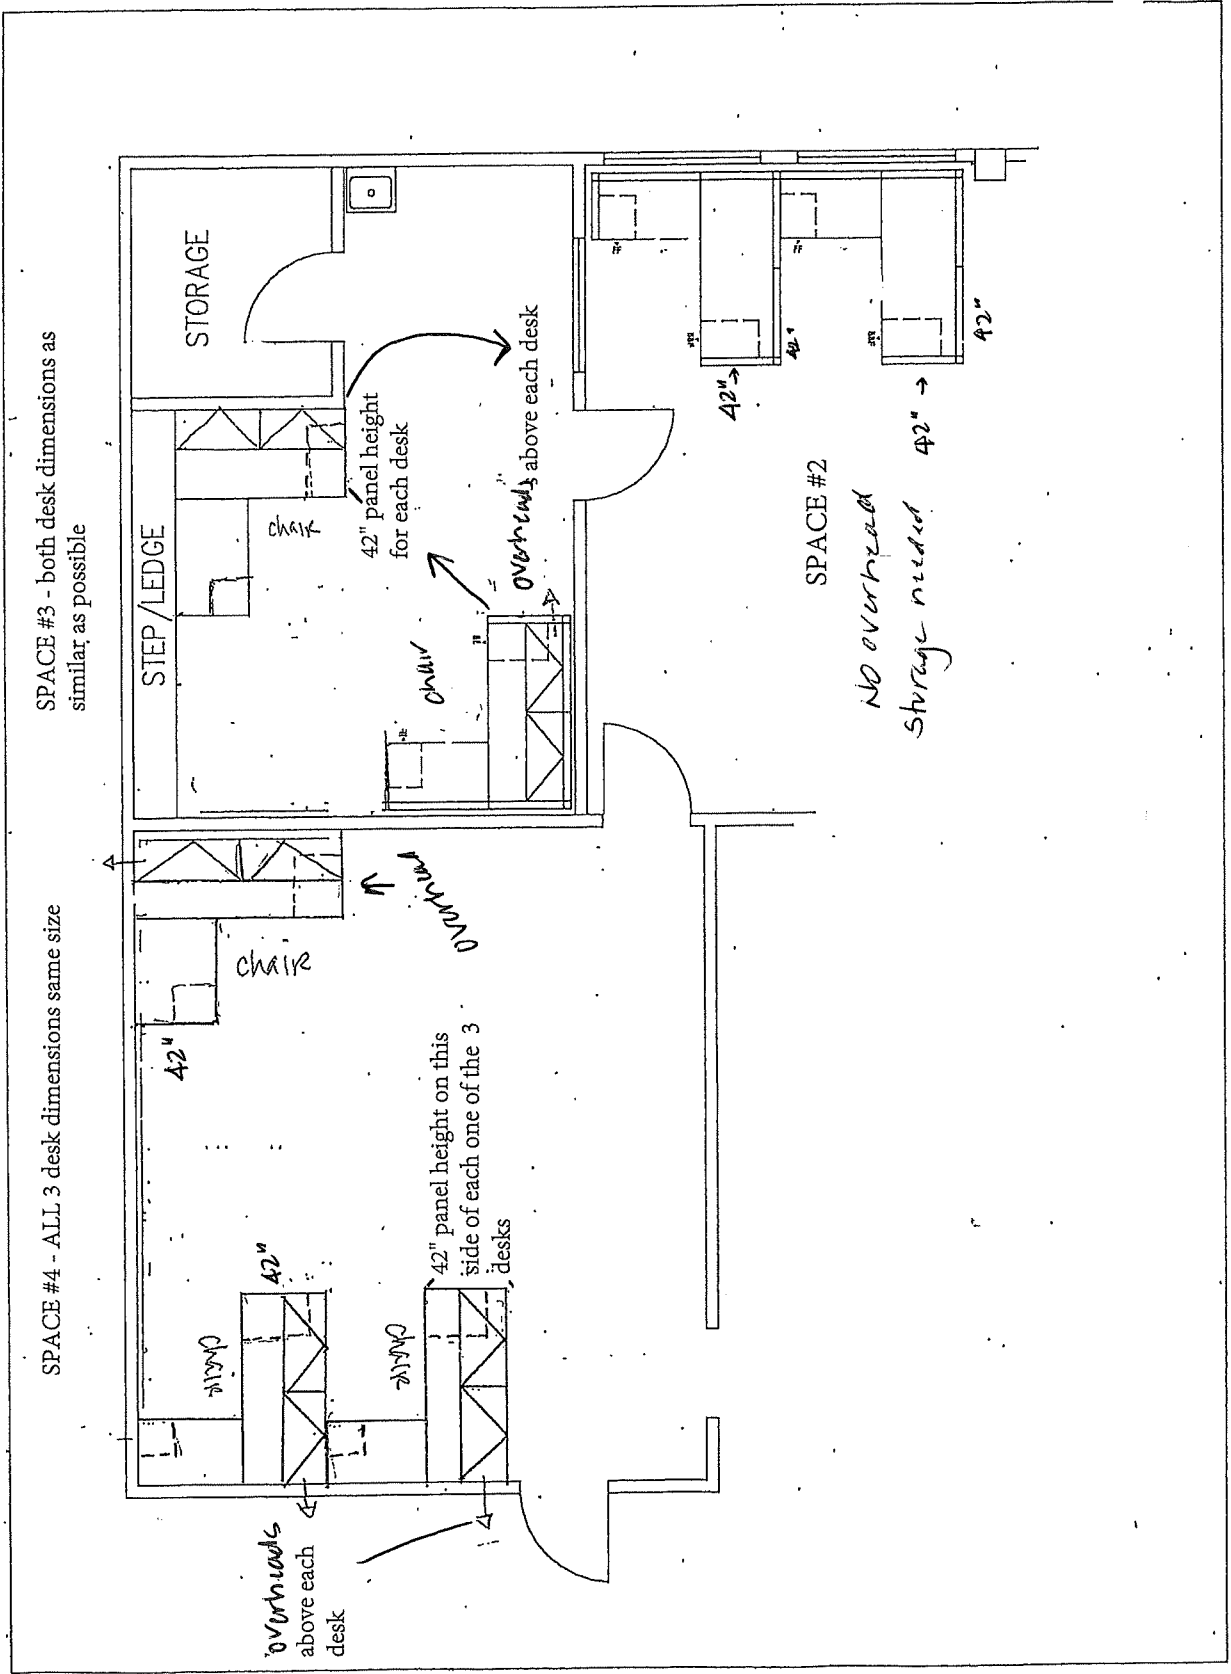 SPACE #4 - ALL 3 desk dimensions same size
SPACE #3 - both desk dimensions as
similar as possible
STEP/LEDGE
STORAGE
42"
chair
overhead
chair
42" panel height
for each desk
chair
overheads above each desk
chair
42"
chair
42" panel height on this
side of each one of the 3
desks
overheads
above each
desk
SPACE #2
No overhead
storage needed
42" →
42"
42" →
42"